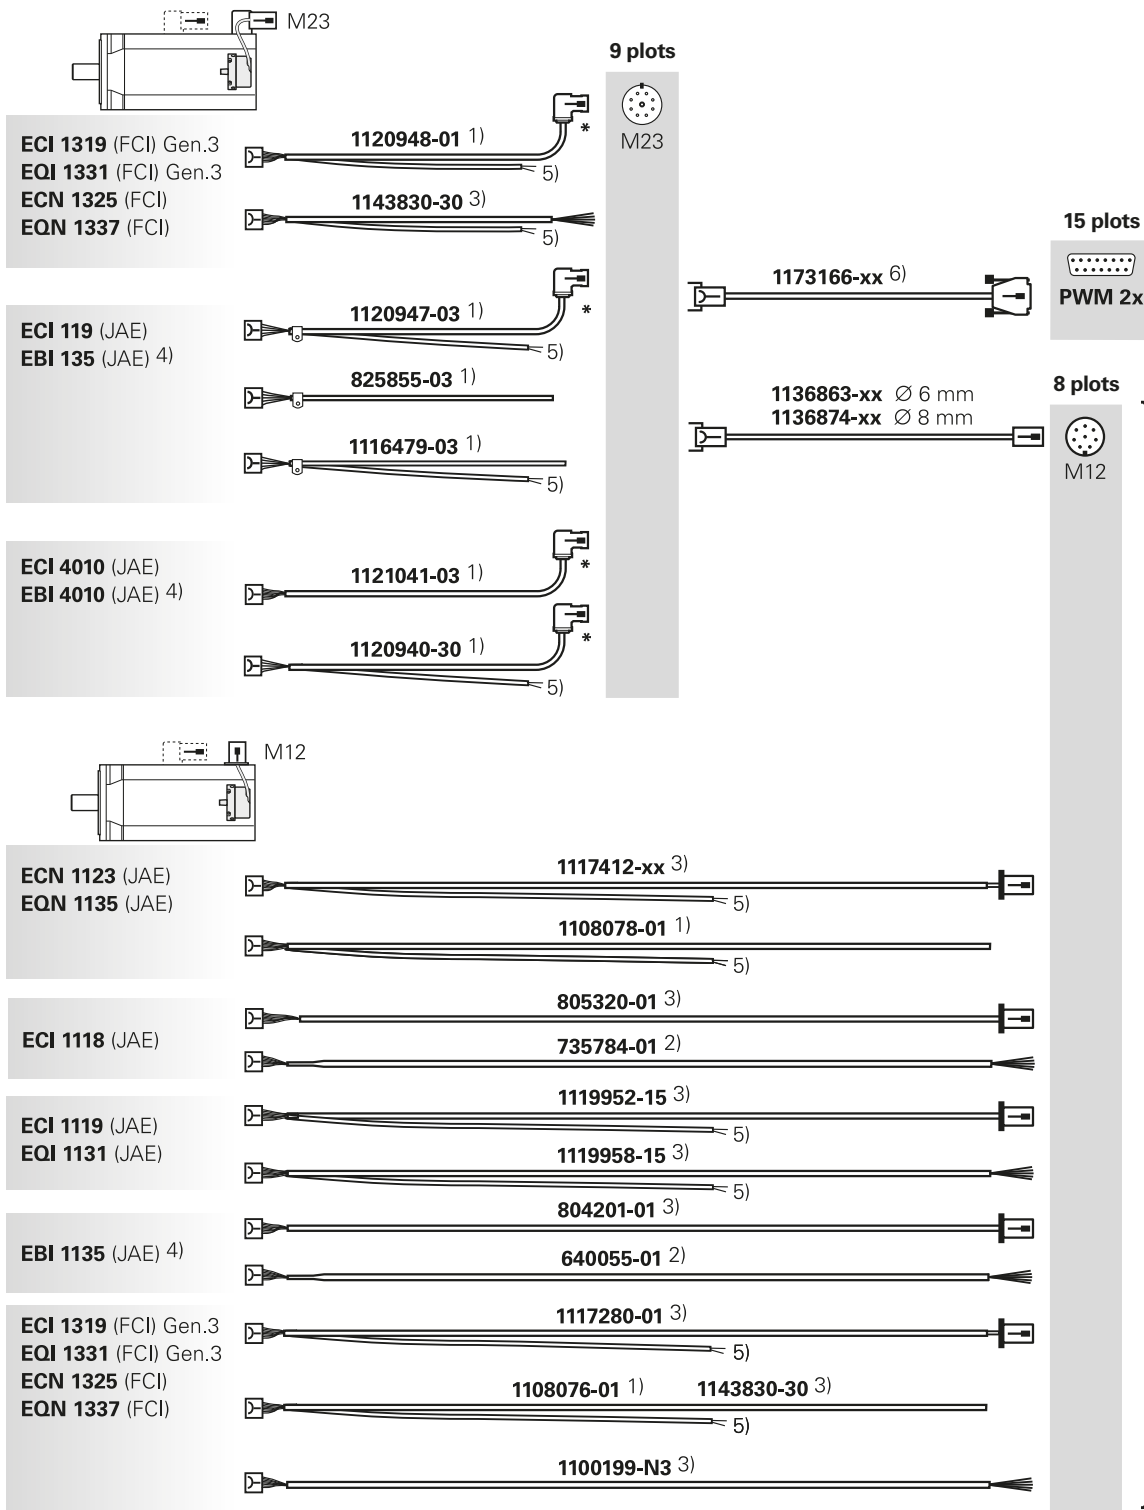 M23
9 plots
M23
ECI 1319 (FCI) Gen.3
EQI 1331 (FCI) Gen.3
ECN 1325 (FCI)
EQN 1337 (FCI)
1120948-01 1)
*
5)
1143830-30 3)
5)
15 plots
PWM 2x
1173166-xx 6)
ECI 119 (JAE)
EBI 135 (JAE) 4)
1120947-03 1)
*
5)
825855-03 1)
1116479-03 1)
5)
8 plots
M12
1136863-xx Ø 6 mm
1136874-xx Ø 8 mm
ECI 4010 (JAE)
EBI 4010 (JAE) 4)
1121041-03 1)
*
1120940-30 1)
*
5)
M12
ECN 1123 (JAE)
EQN 1135 (JAE)
1117412-xx 3)
5)
1108078-01 1)
5)
ECI 1118 (JAE)
805320-01 3)
735784-01 2)
ECI 1119 (JAE)
EQI 1131 (JAE)
1119952-15 3)
5)
1119958-15 3)
5)
EBI 1135 (JAE) 4)
804201-01 3)
640055-01 2)
ECI 1319 (FCI) Gen.3
EQI 1331 (FCI) Gen.3
ECN 1325 (FCI)
EQN 1337 (FCI)
1117280-01 3)
5)
1108076-01 1) 1143830-30 3)
5)
1100199-N3 3)